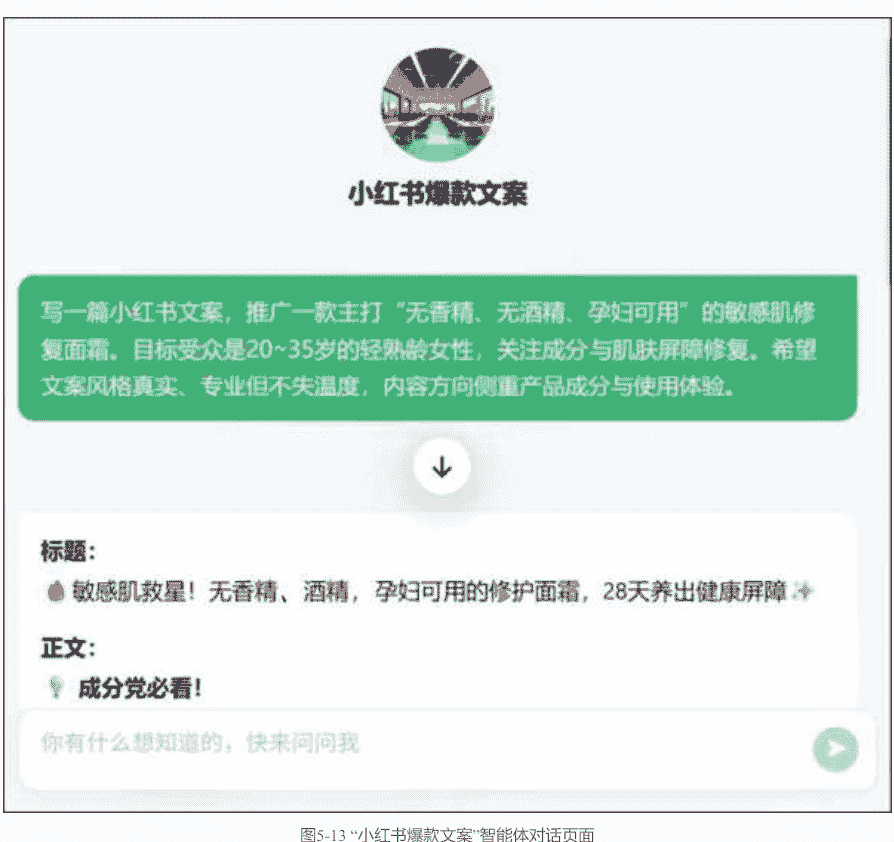 小红书爆款文案
写一篇小红书文案，推广一款主打“无香精、无酒精、孕妇可用”的敏感肌修
复面霜。目标受众是20~35岁的轻熟龄女性，关注成分与肌肤屏障修复。希望
文案风格真实、专业但不失温度，内容方向侧重产品成分与使用体验。
标题：
敏感肌救星！无香精、酒精，孕妇可用的修护面霜，28天养出健康屏障
正文：
成分党必看！
你有什么想知道的，快来问问我
图5-13 “小红书爆款文案”智能体对话页面